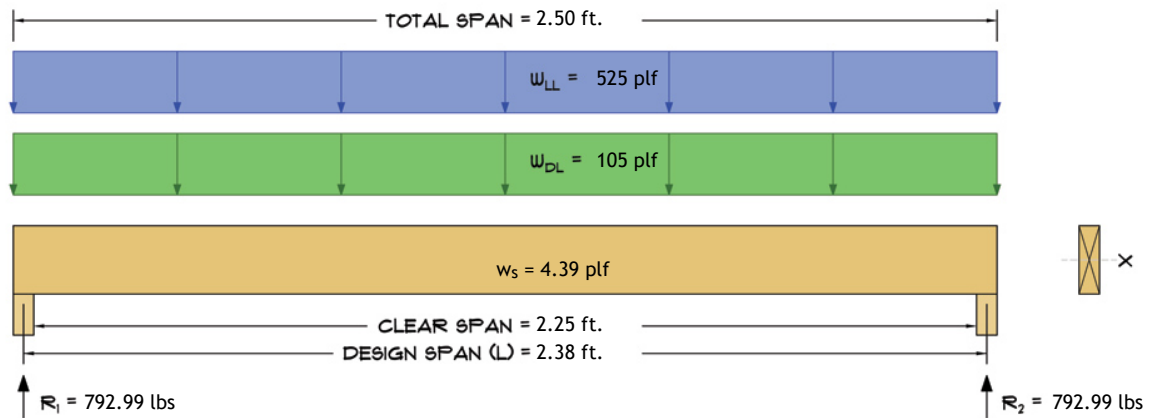 TOTAL SPAN = 2.50 ft.
WLL = 525 plf
WDL = 105 plf
ws = 4.39 plf
X
CLEAR SPAN = 2.25 ft.
DESIGN SPAN (L) = 2.38 ft.
R1 = 792.99 lbs
R2 = 792.99 lbs